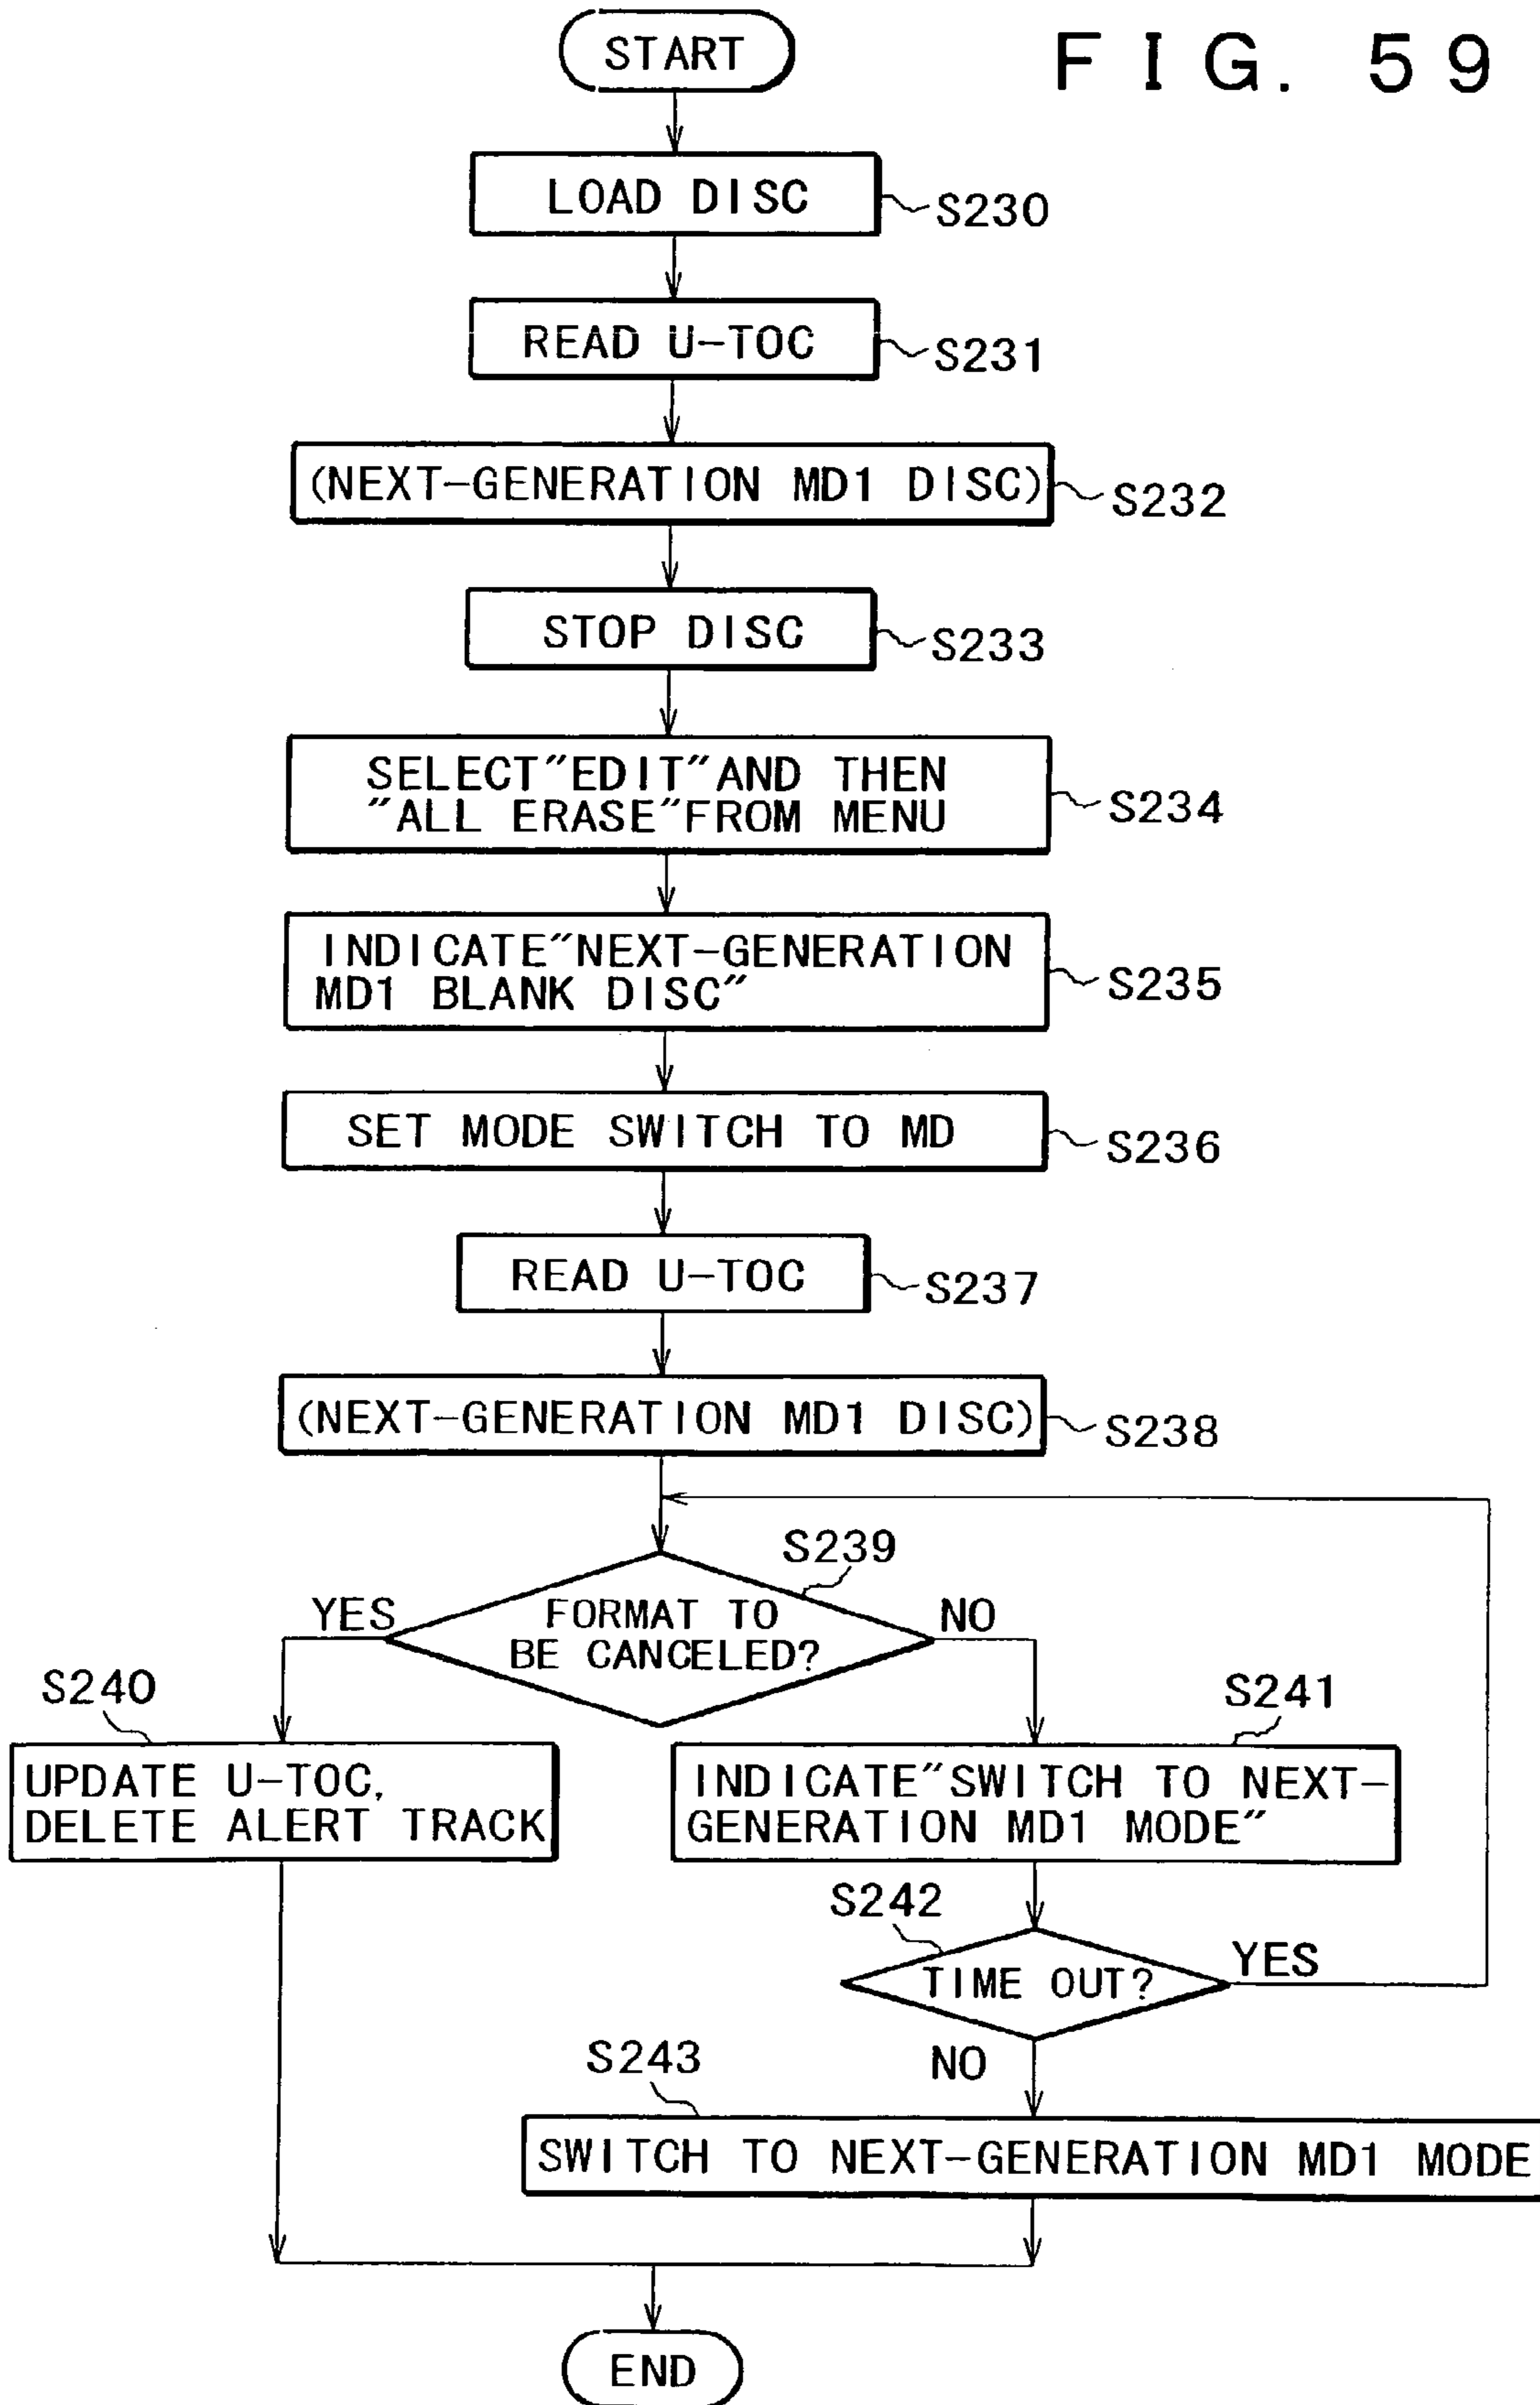 START
FIG. 59
LOAD DISC
S230
READ U-TOC
S231
(NEXT-GENERATION MD1 DISC)
S232
STOP DISC
S233
SELECT"EDIT"AND THEN
"ALL ERASE"FROM MENU
S234
INDICATE"NEXT-GENERATION
MD1 BLANK DISC"
S235
SET MODE SWITCH TO MD
S236
READ U-TOC
S237
(NEXT-GENERATION MD1 DISC)
S238
S239
YES
FORMAT TO
BE CANCELED?
NO
S240
UPDATE U-TOC,
DELETE ALERT TRACK
S241
INDICATE"SWITCH TO NEXT-
GENERATION MD1 MODE"
S242
TIME OUT?
YES
NO
S243
SWITCH TO NEXT-GENERATION MD1 MODE
END